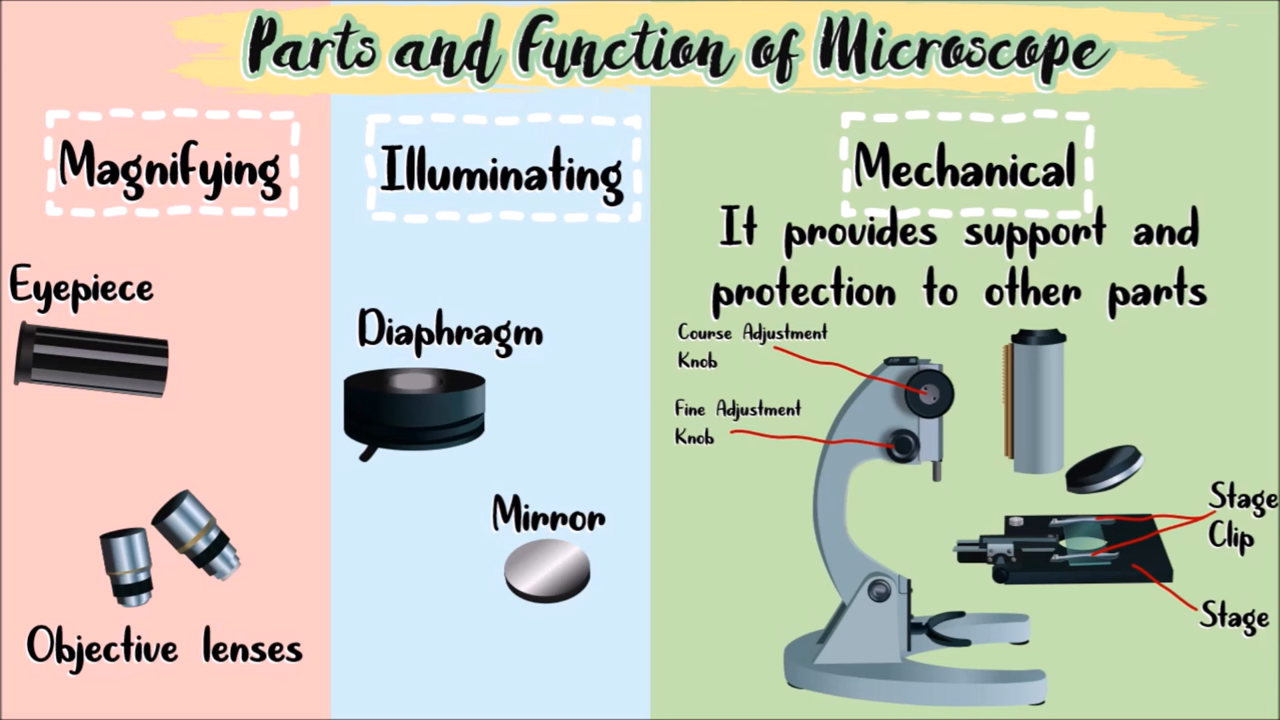 Parts and Function of Microscope
Magnifying
Eyepiece
Objective lenses
Illuminating
Diaphragm
Mirror
Mechanical
It provides support and
protection to other parts
Course Adjustment
Knob
Fine Adjustment
Knob
Stage
Clip
Stage